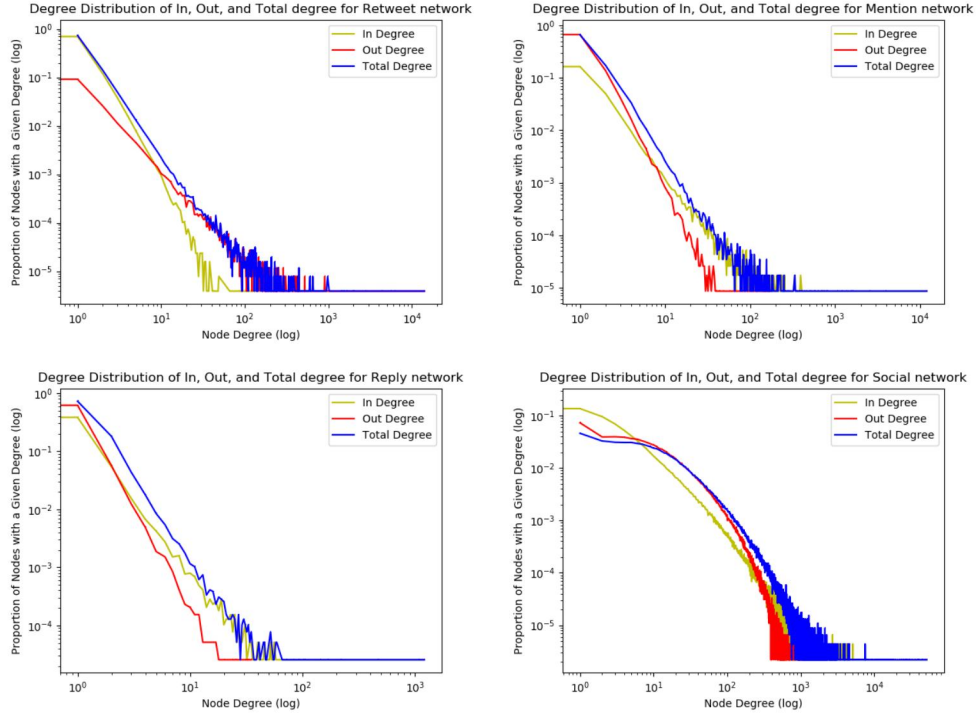 Degree Distribution of In, Out, and Total degree for Retweet network
Proportion of Nodes with a Given Degree (log)
10⁰
10⁻¹
10⁻²
10⁻³
10⁻⁴
10⁻⁵
In Degree
Out Degree
Total Degree
10⁰ 10¹ 10² 10³ 10⁴
Node Degree (log)
Degree Distribution of In, Out, and Total degree for Mention network
Proportion of Nodes with a Given Degree (log)
10⁰
10⁻¹
10⁻²
10⁻³
10⁻⁴
10⁻⁵
In Degree
Out Degree
Total Degree
10⁰ 10¹ 10² 10³ 10⁴
Node Degree (log)
Degree Distribution of In, Out, and Total degree for Reply network
Proportion of Nodes with a Given Degree (log)
10⁰
10⁻¹
10⁻²
10⁻³
10⁻⁴
In Degree
Out Degree
Total Degree
10⁰ 10¹ 10² 10³
Node Degree (log)
Degree Distribution of In, Out, and Total degree for Social network
Proportion of Nodes with a Given Degree (log)
10⁻¹
10⁻²
10⁻³
10⁻⁴
10⁻⁵
In Degree
Out Degree
Total Degree
10⁰ 10¹ 10² 10³ 10⁴
Node Degree (log)